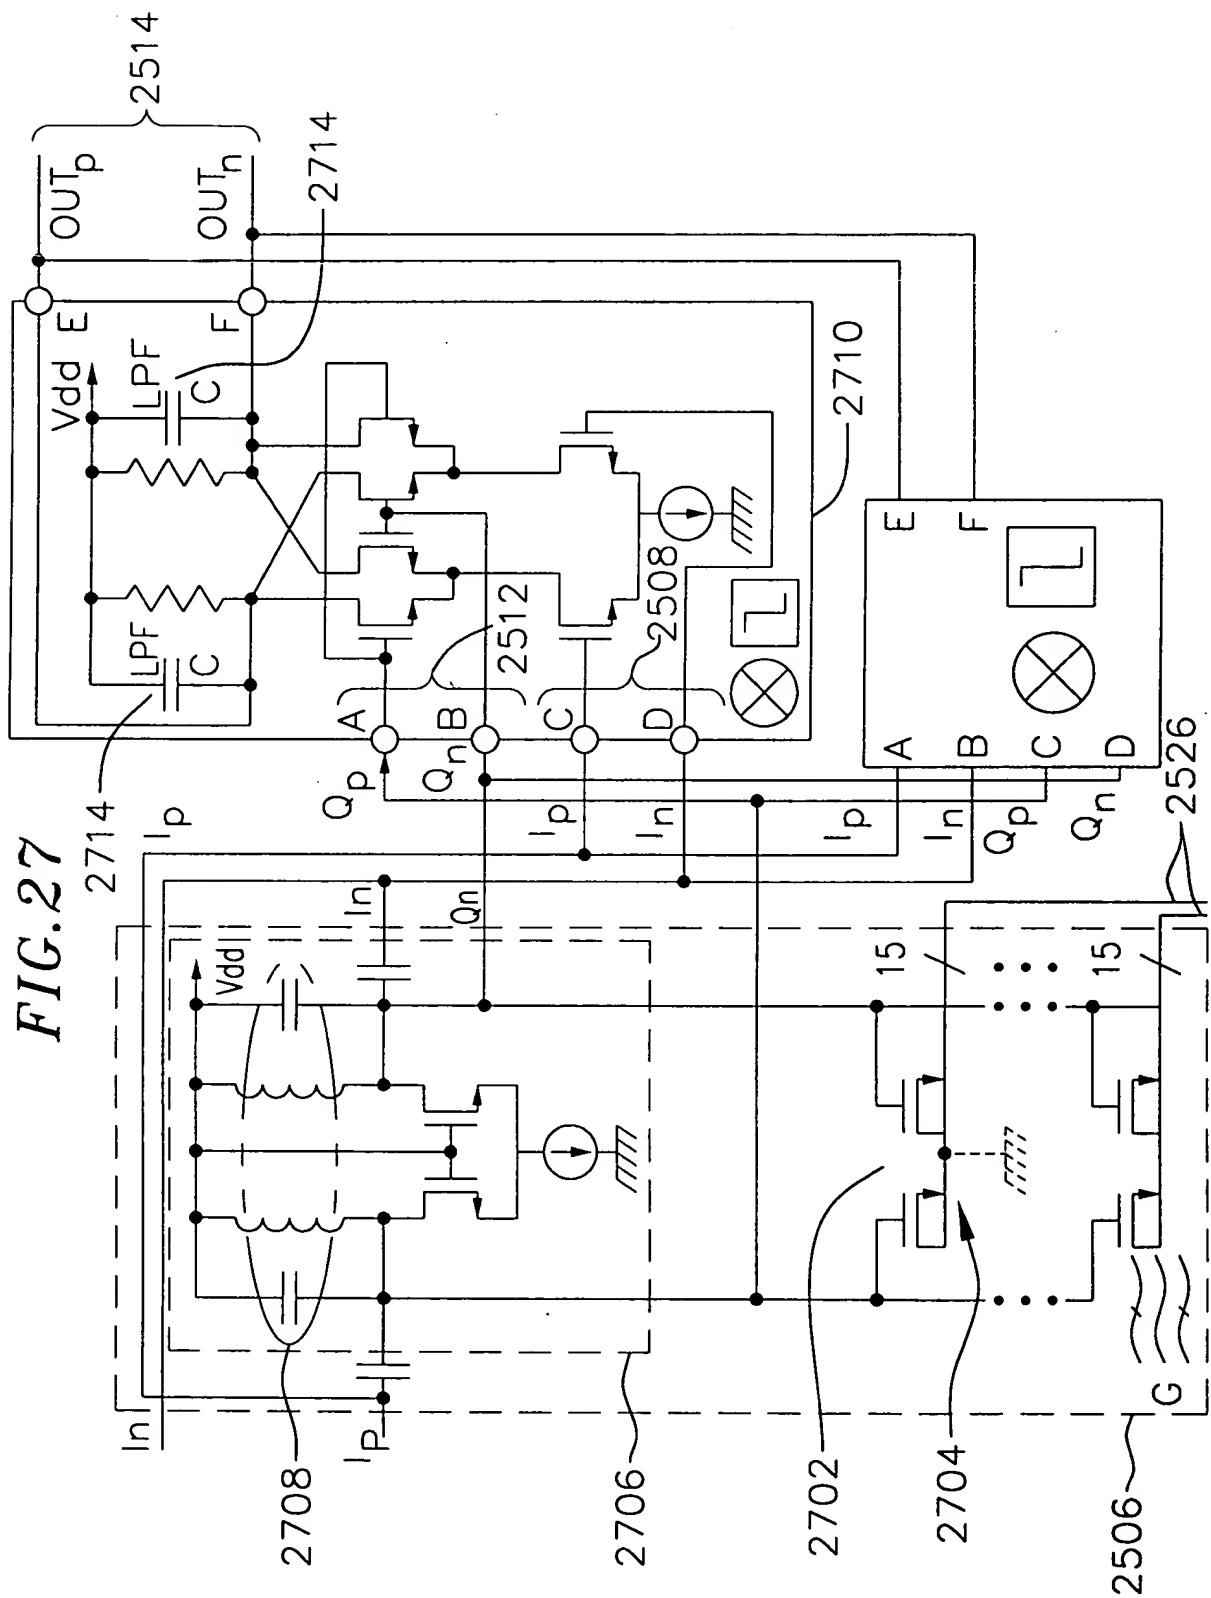 FIG.27
In
Ip
Ip
2714
2708
Vdd
In
Qn
2706
2702
2704
15
15
2526
G
2506
Vdd
LPF
C
LPF
C
2714
E
F
OUTp
OUTn
2514
Qp
A
Qn
B
Ip
C
In
D
2512
2508
2710
Ip
In
Qp
Qn
A
B
C
D
E
F